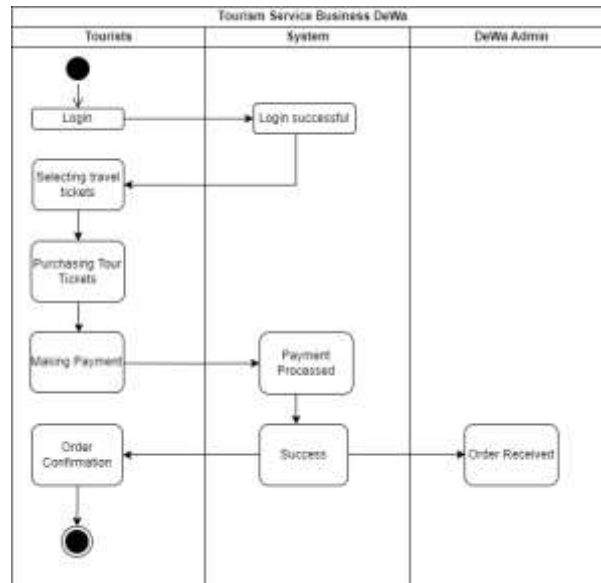 Tourism Service Business DeWa
Tourists
System
DeWa Admin
Login
Login successful
Selecting travel
tickets
Purchasing Tour
Tickets
Making Payment
Payment
Processed
Order
Confirmation
Success
Order Received